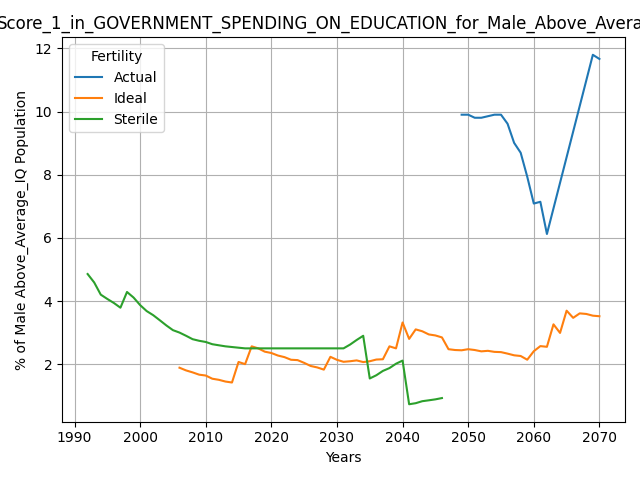 Score_1_in_GOVERNMENT_SPENDING_ON_EDUCATION_for_Male_Above_Avera
Fertility
Actual
Ideal
Sterile
% of Male Above_Average_IQ Population
12
10
8
6
4
2
1990 2000 2010 2020 2030 2040 2050 2060 2070
Years